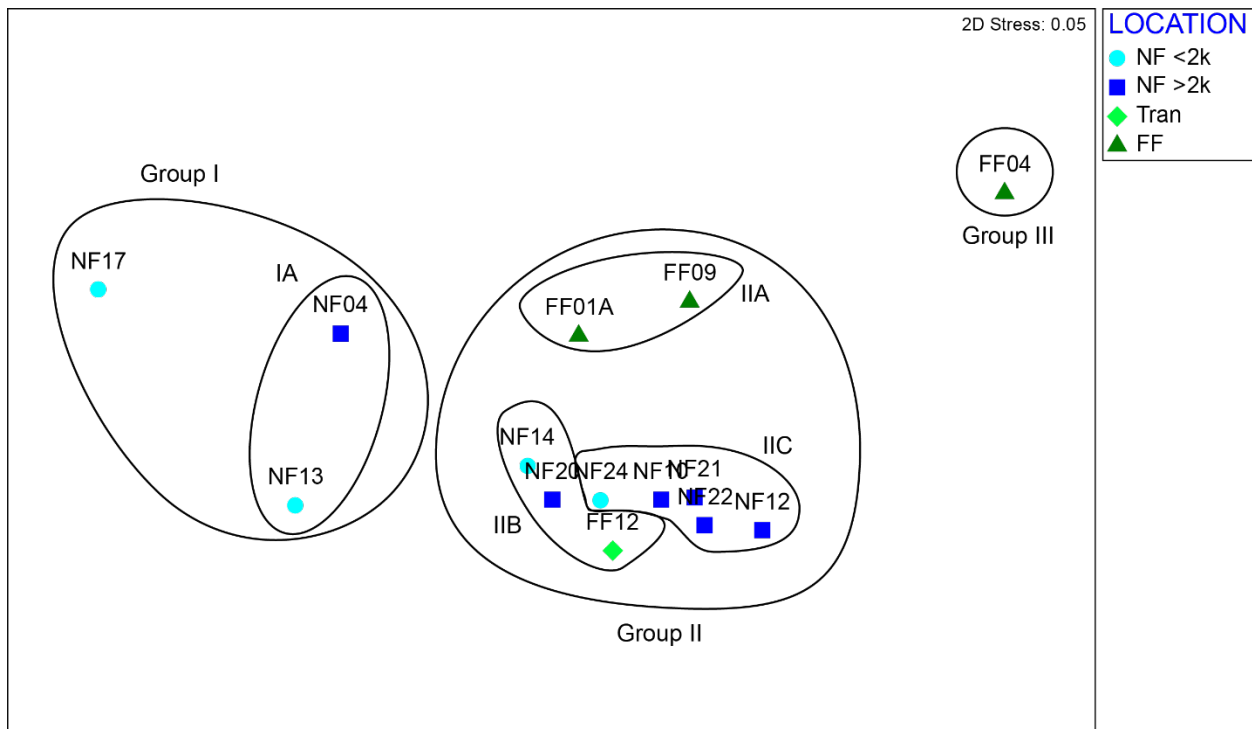 2D Stress: 0.05
LOCATION
NF <2k
NF >2k
Tran
FF
Group I
NF17
IA
NF04
NF13
FF04
Group III
FF09
IIA
FF01A
NF14
IIC
NF20
NF24
NF10
NF21
NF22
NF12
IIB
FF12
Group II